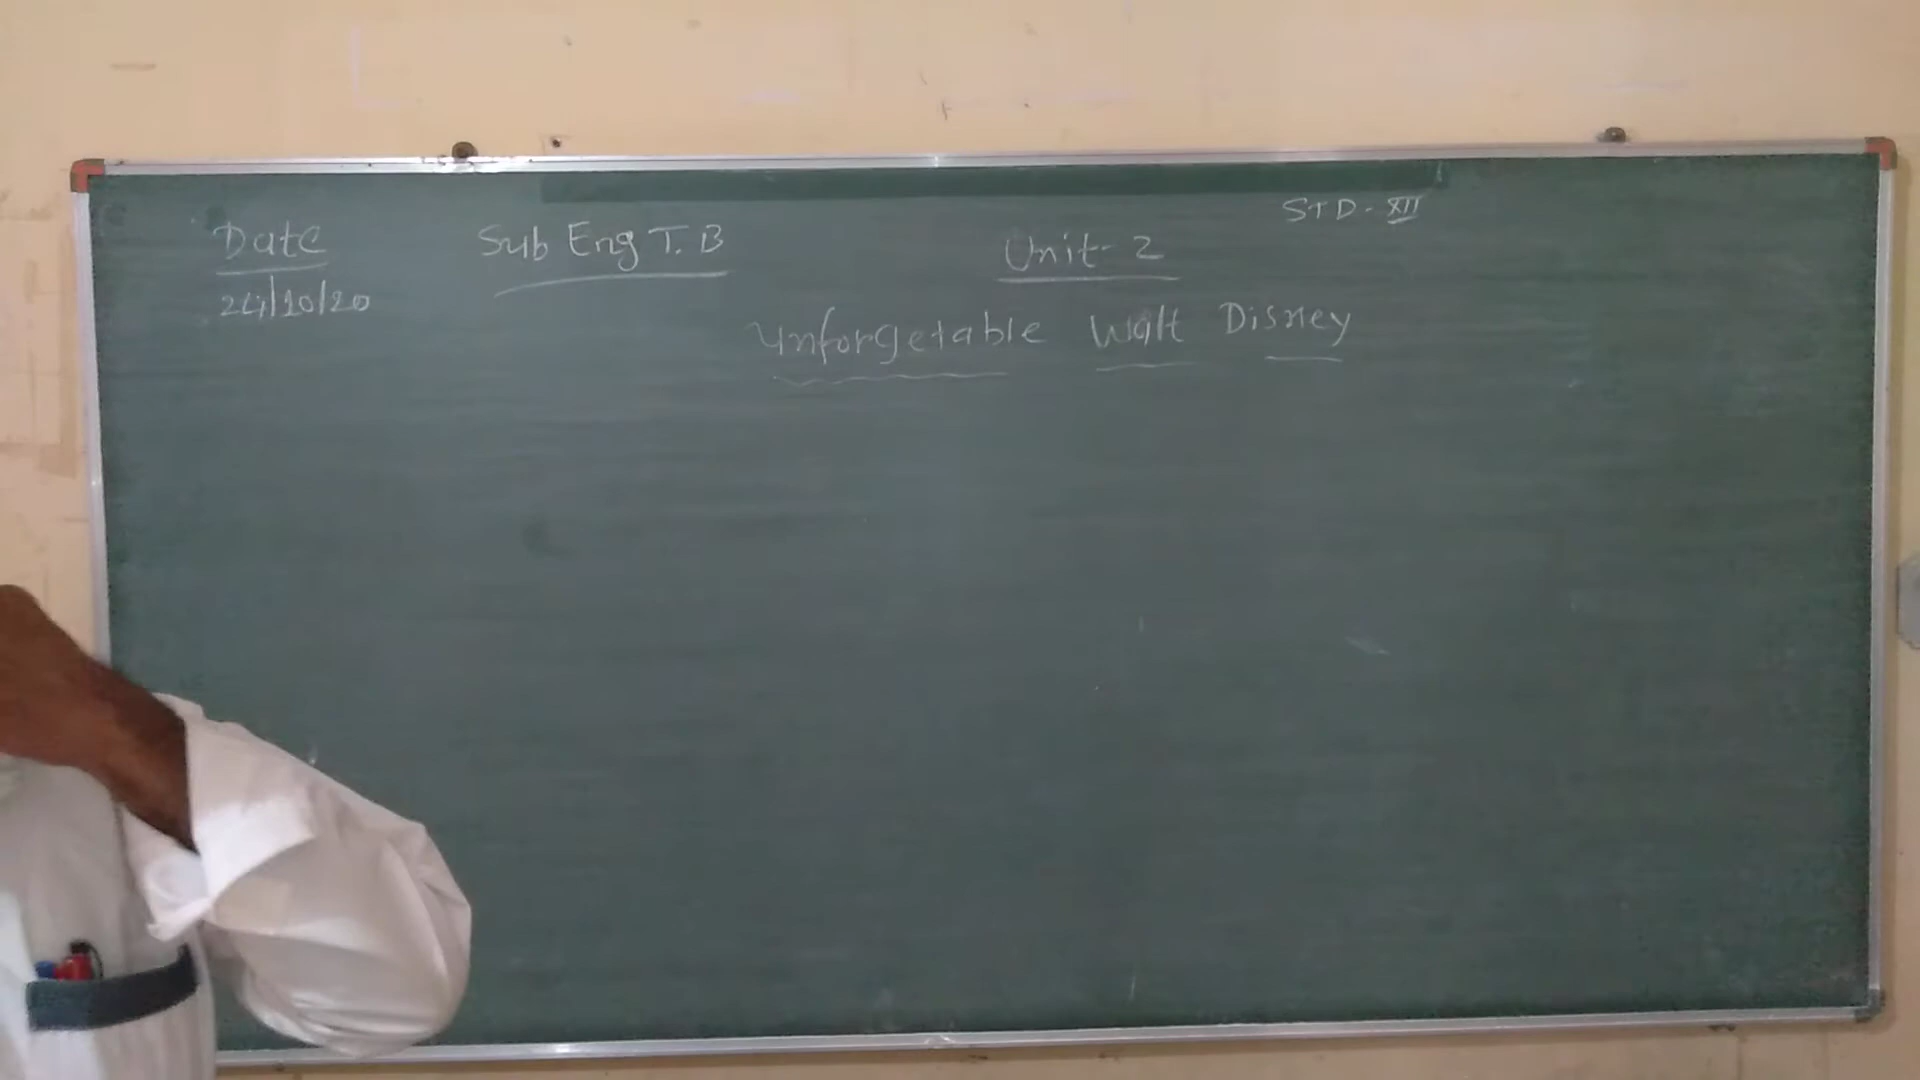 STD-XII
Date Sub Eng T.B Unit-2
24/10/20
Unforgetable Walt Disney